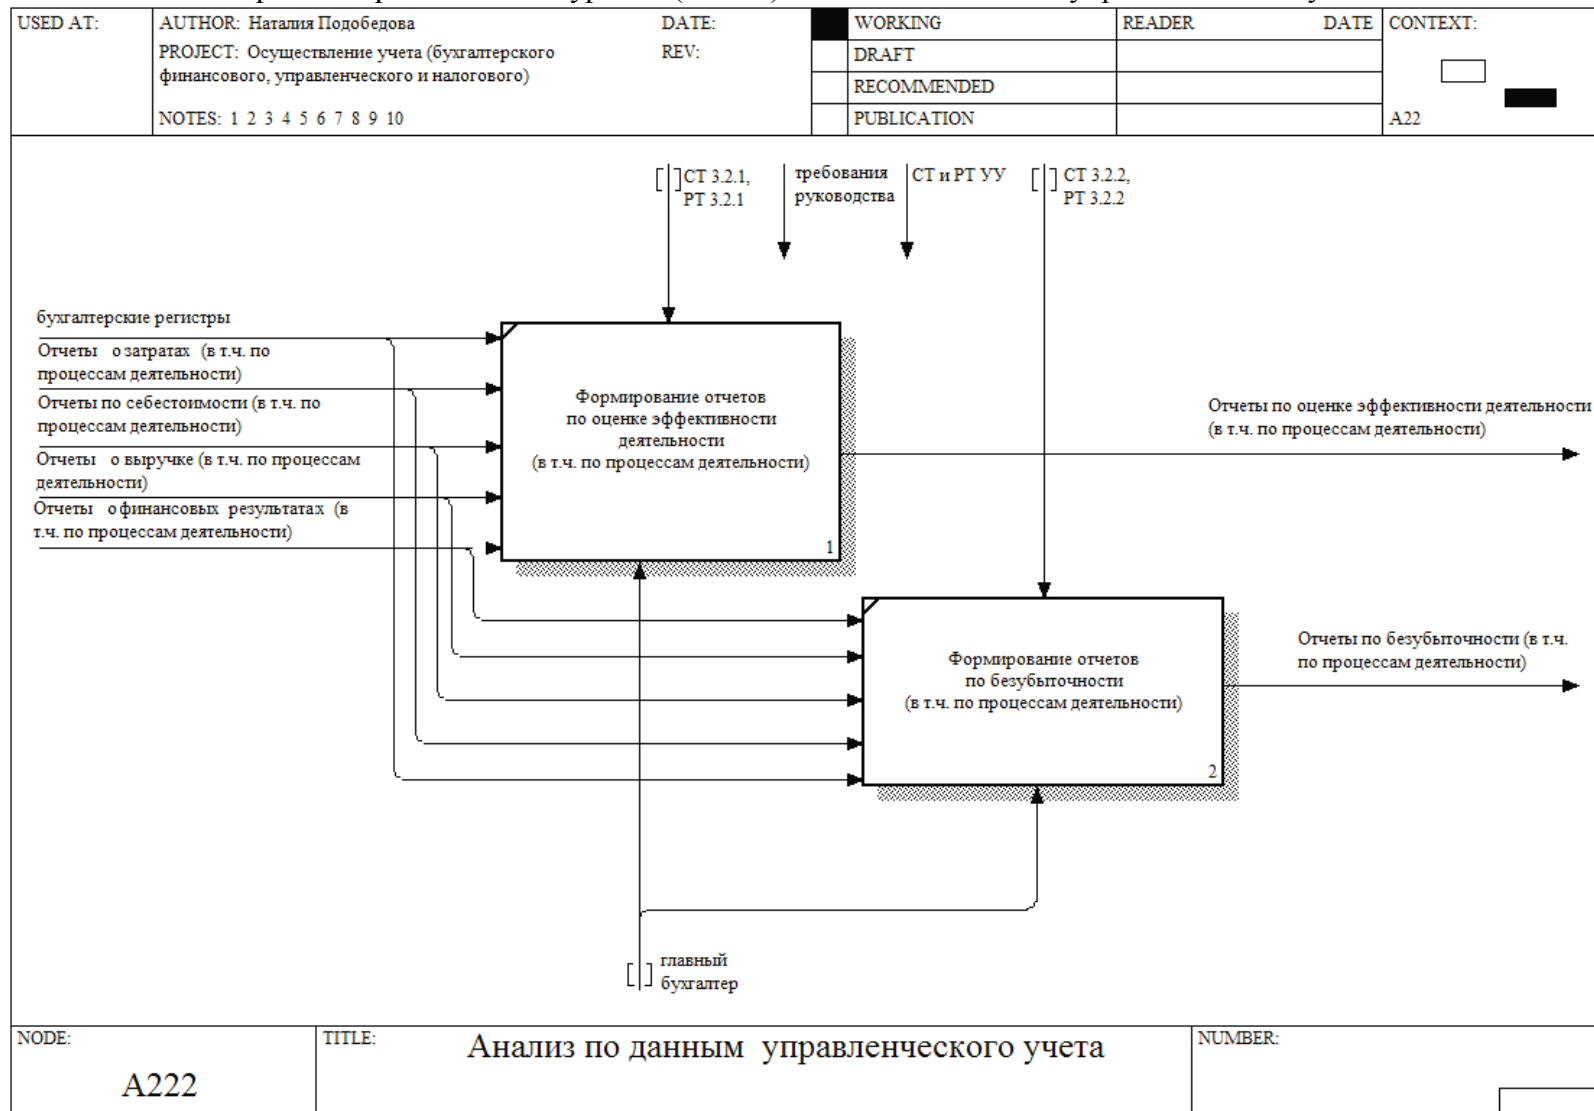 USED AT:
AUTHOR: Наталия Подобедова
DATE:
PROJECT: Осуществление учета (бухгалтерского
финансового, управленческого и налогового)
REV:
NOTES: 1 2 3 4 5 6 7 8 9 10
WORKING
DRAFT
RECOMMENDED
PUBLICATION
READER
DATE
CONTEXT:
A22
СТ 3.2.1,
РТ 3.2.1
требования
руководства
СТ и РТ УУ
СТ 3.2.2,
РТ 3.2.2
бухгалтерские регистры
Отчеты о затратах (в т.ч. по
процессам деятельности)
Отчеты по себестоимости (в т.ч. по
процессам деятельности)
Отчеты о выручке (в т.ч. по процессам
деятельности)
Отчеты о финансовых результатах (в
т.ч. по процессам деятельности)
Формирование отчетов
по оценке эффективности
деятельности
(в т.ч. по процессам деятельности)
1
Отчеты по оценке эффективности деятельности
(в т.ч. по процессам деятельности)
Формирование отчетов
по безубыточности
(в т.ч. по процессам деятельности)
2
Отчеты по безубыточности (в т.ч.
по процессам деятельности)
главный
бухгалтер
NODE:
A222
TITLE:
Анализ по данным управленческого учета
NUMBER: